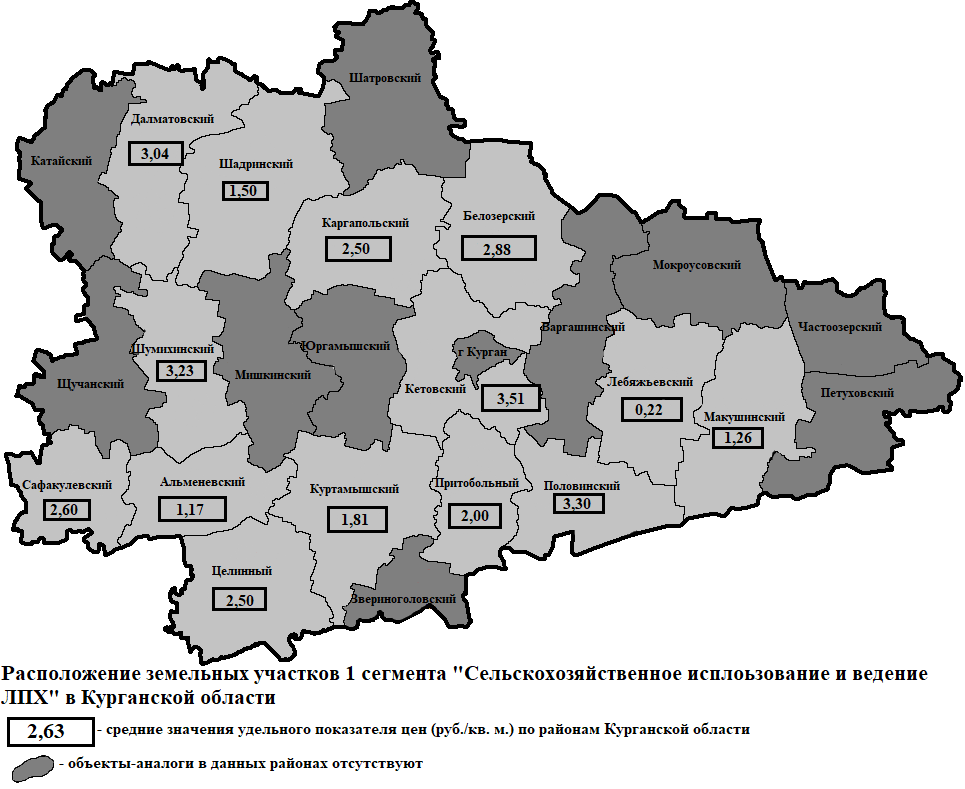 Шатровский
Далматовский
3,04
Катайский
Шадринский
1,50
Каргапольский
2,50
Белозерский
2,88
Мокроусовский
Частоозерский
Варгашинский
Юргамышский
Шумихинский
3,23
г Курган
Мишкинский
Щучанский
Кетовский
3,51
Лебяжьевский
0,22
Петуховский
Макушинский
1,26
Сафакулевский
2,60
Альменевский
1,17
Куртамышский
1,81
Притобольный
2,00
Половинский
3,30
Целинный
2,50
Звериноголовский
Расположение земельных участков 1 сегмента "Сельскохозяйственное исплоьзование и ведение
ЛПХ" в Курганской области
2,63 - средние значения удельного показателя цен (руб./кв. м.) по районам Курганской области
- объекты-аналоги в данных районах отсутствуют